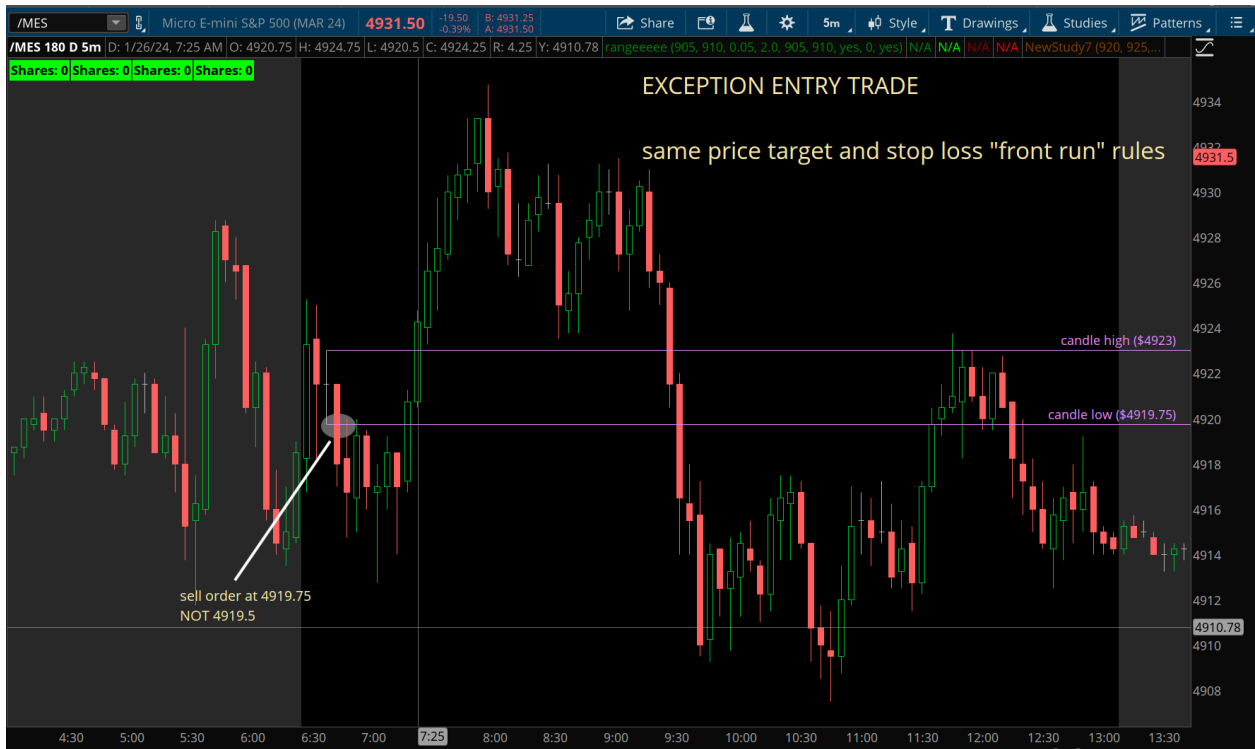 /MES
Micro E-mini S&P 500 (MAR 24)
4931.50
-19.50
-0.39%
B: 4931.25
A: 4931.50
Share
5m
Style
Drawings
Studies
Patterns
/MES 180 D 5m
D: 1/26/24, 7:25 AM
O: 4920.75
H: 4924.75
L: 4920.5
C: 4924.25
R: 4.25
Y: 4910.78
rangeeeee (905, 910, 0.05, 2.0, 905, 910, yes, 0, yes)
N/A
N/A
N/A
N/A
NewStudy7 (920, 925,...
Shares: 0
Shares: 0
Shares: 0
Shares: 0
EXCEPTION ENTRY TRADE
same price target and stop loss "front run" rules
candle high ($4923)
candle low ($4919.75)
sell order at 4919.75
NOT 4919.5
4934
4932
4931.5
4930
4928
4926
4924
4922
4920
4918
4916
4914
4912
4910.78
4910
4908
4:30
5:00
5:30
6:00
6:30
7:00
7:25
8:00
8:30
9:00
9:30
10:00
10:30
11:00
11:30
12:00
12:30
13:00
13:30